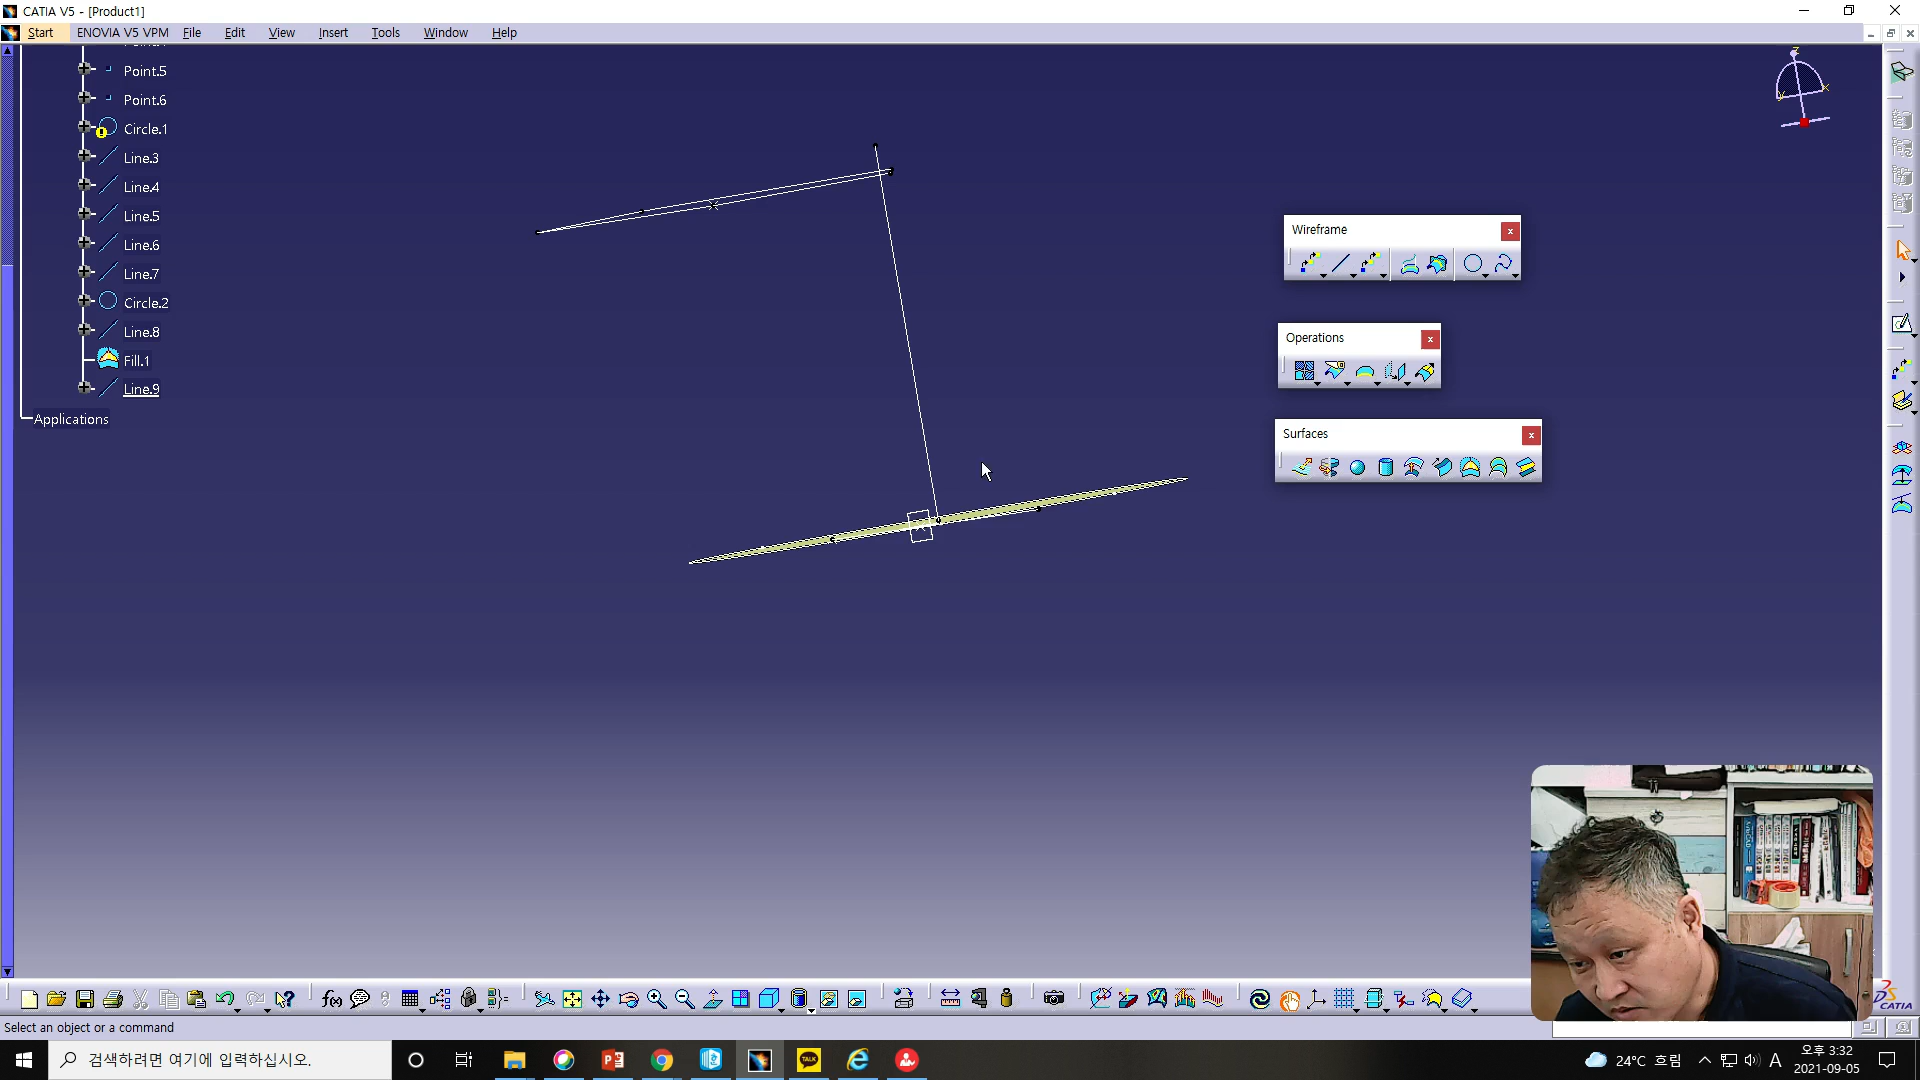 CATIA V5 - [Product1]
Start ENOVIA V5 VPM File Edit View Insert Tools Window Help
Point.5
Point.6
Circle.1
Line.3
Line.4
Line.5
Line.6
Line.7
Circle.2
Line.8
Fill.1
Line.9
Applications
Wireframe
Operations
Surfaces
CATIA
Select an object or a command
검색하려면 여기에 입력하십시오.
TALK
24°C 흐림
A
오후 3:32
2021-09-05